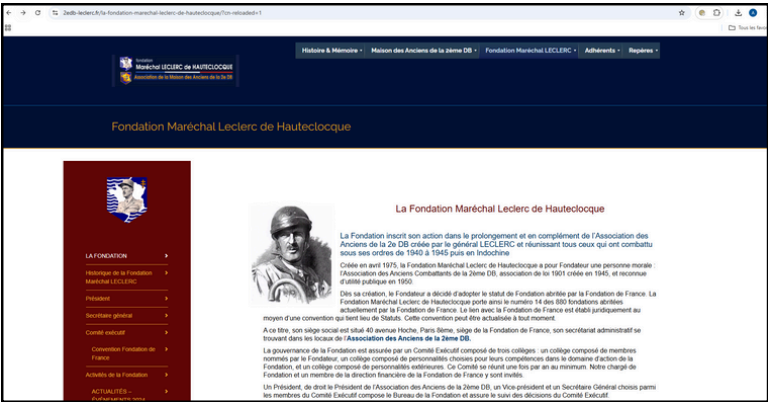 2edb-leclerc.fr/la-fondation-marechal-leclerc-de-hauteclocque/?cn-reloaded=1
Tous les favor
Histoire & Mémoire Maison des Anciens de la 2ème DB Fondation Maréchal LECLERC Adhérents Repères
Fondation
Maréchal LECLERC de HAUTECLOCQUE
Association de la Maison des Anciens de la 2e DB
Fondation Maréchal Leclerc de Hauteclocque
LA FONDATION
Historique de la Fondation
Maréchal LECLERC
Président
Secrétaire général
Comité exécutif
Convention Fondation de
France
Activités de la Fondation
ACTUALITÉS –
ÉVÉNEMENTS 2024
La Fondation Maréchal Leclerc de Hauteclocque
La Fondation inscrit son action dans le prolongement et en complément de l'Association des
Anciens de la 2e DB créée par le général LECLERC et réunissant tous ceux qui ont combattu
sous ses ordres de 1940 à 1945 puis en Indochine
Créée en avril 1975, la Fondation Maréchal Leclerc de Hauteclocque a pour Fondateur une personne morale :
l'Association des Anciens Combattants de la 2ème DB, association de loi 1901 créée en 1945, et reconnue
d'utilité publique en 1950.
Dès sa création, le Fondateur a décidé d'adopter le statut de Fondation abritée par la Fondation de France. La
Fondation Maréchal Leclerc de Hauteclocque porte ainsi le numéro 14 des 880 fondations abritées
actuellement par la Fondation de France. Le lien avec la Fondation de France est établi juridiquement au
moyen d'une convention qui tient lieu de Statuts. Cette convention peut être actualisée à tout moment.
A ce titre, son siège social est situé 40 avenue Hoche, Paris 8ème, siège de la Fondation de France, son secrétariat administratif se
trouvant dans les locaux de l'Association des Anciens de la 2ème DB.
La gouvernance de la Fondation est assurée par un Comité Exécutif composé de trois collèges : un collège composé de membres
nommés par le Fondateur, un collège composé de personnalités choisies pour leurs compétences dans le domaine d'action de la
Fondation, et un collège composé de personnalités extérieures. Ce Comité se réunit une fois par an au minimum. Notre chargé de
Fondation et un membre de la direction financière de la Fondation de France y sont invités.
Un Président, de droit le Président de l'Association des Anciens de la 2ème DB, un Vice-président et un Secrétaire Général choisis parmi
les membres du Comité Exécutif compose le Bureau de la Fondation et assure le suivi des décisions du Comité Exécutif.